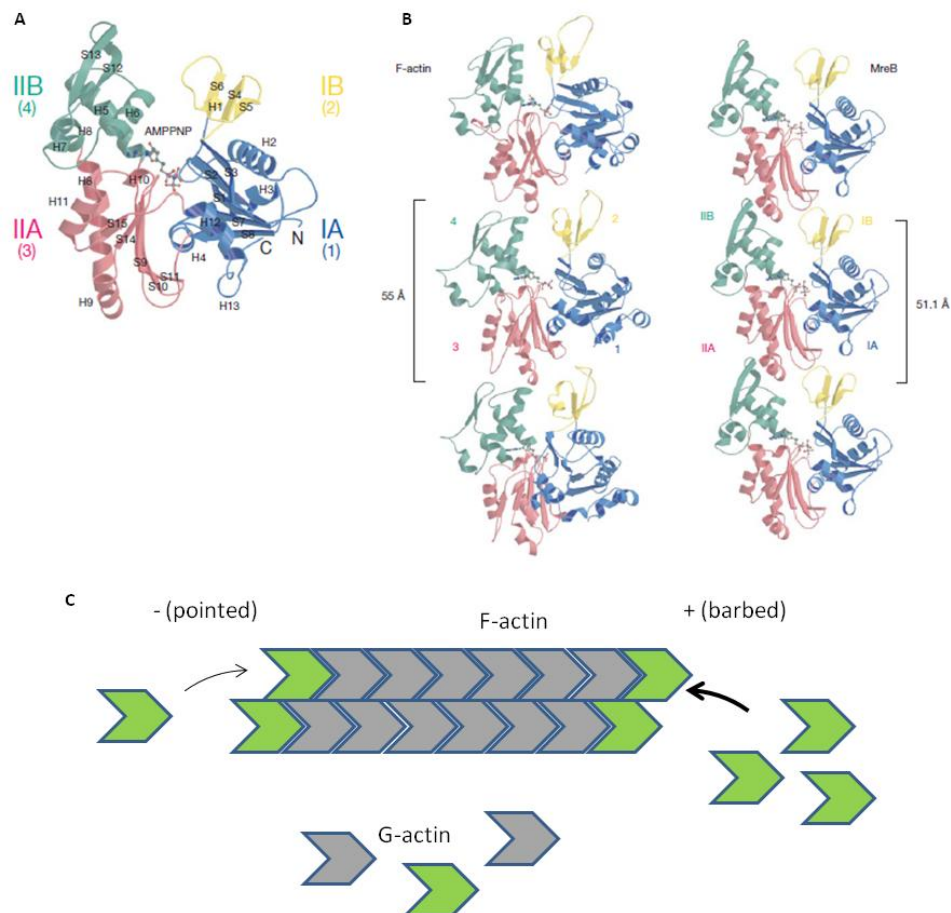 A
IIB
(4)
S13
S12
H5
H6
H8
H7
AMPPNP
S6
S4
H1
S5
IB
(2)
H2
S3
S2
H3
S1
H12
S7
S8
N
C
H4
H13
IA
(1)
H8
H10
H11
S15
S14
S9
S11
S10
H9
IIA
(3)
B
F-actin
MreB
4
2
55 Å
3
1
IIB
IB
IIA
IA
51.1 Å
C
- (pointed)
F-actin
+ (barbed)
G-actin